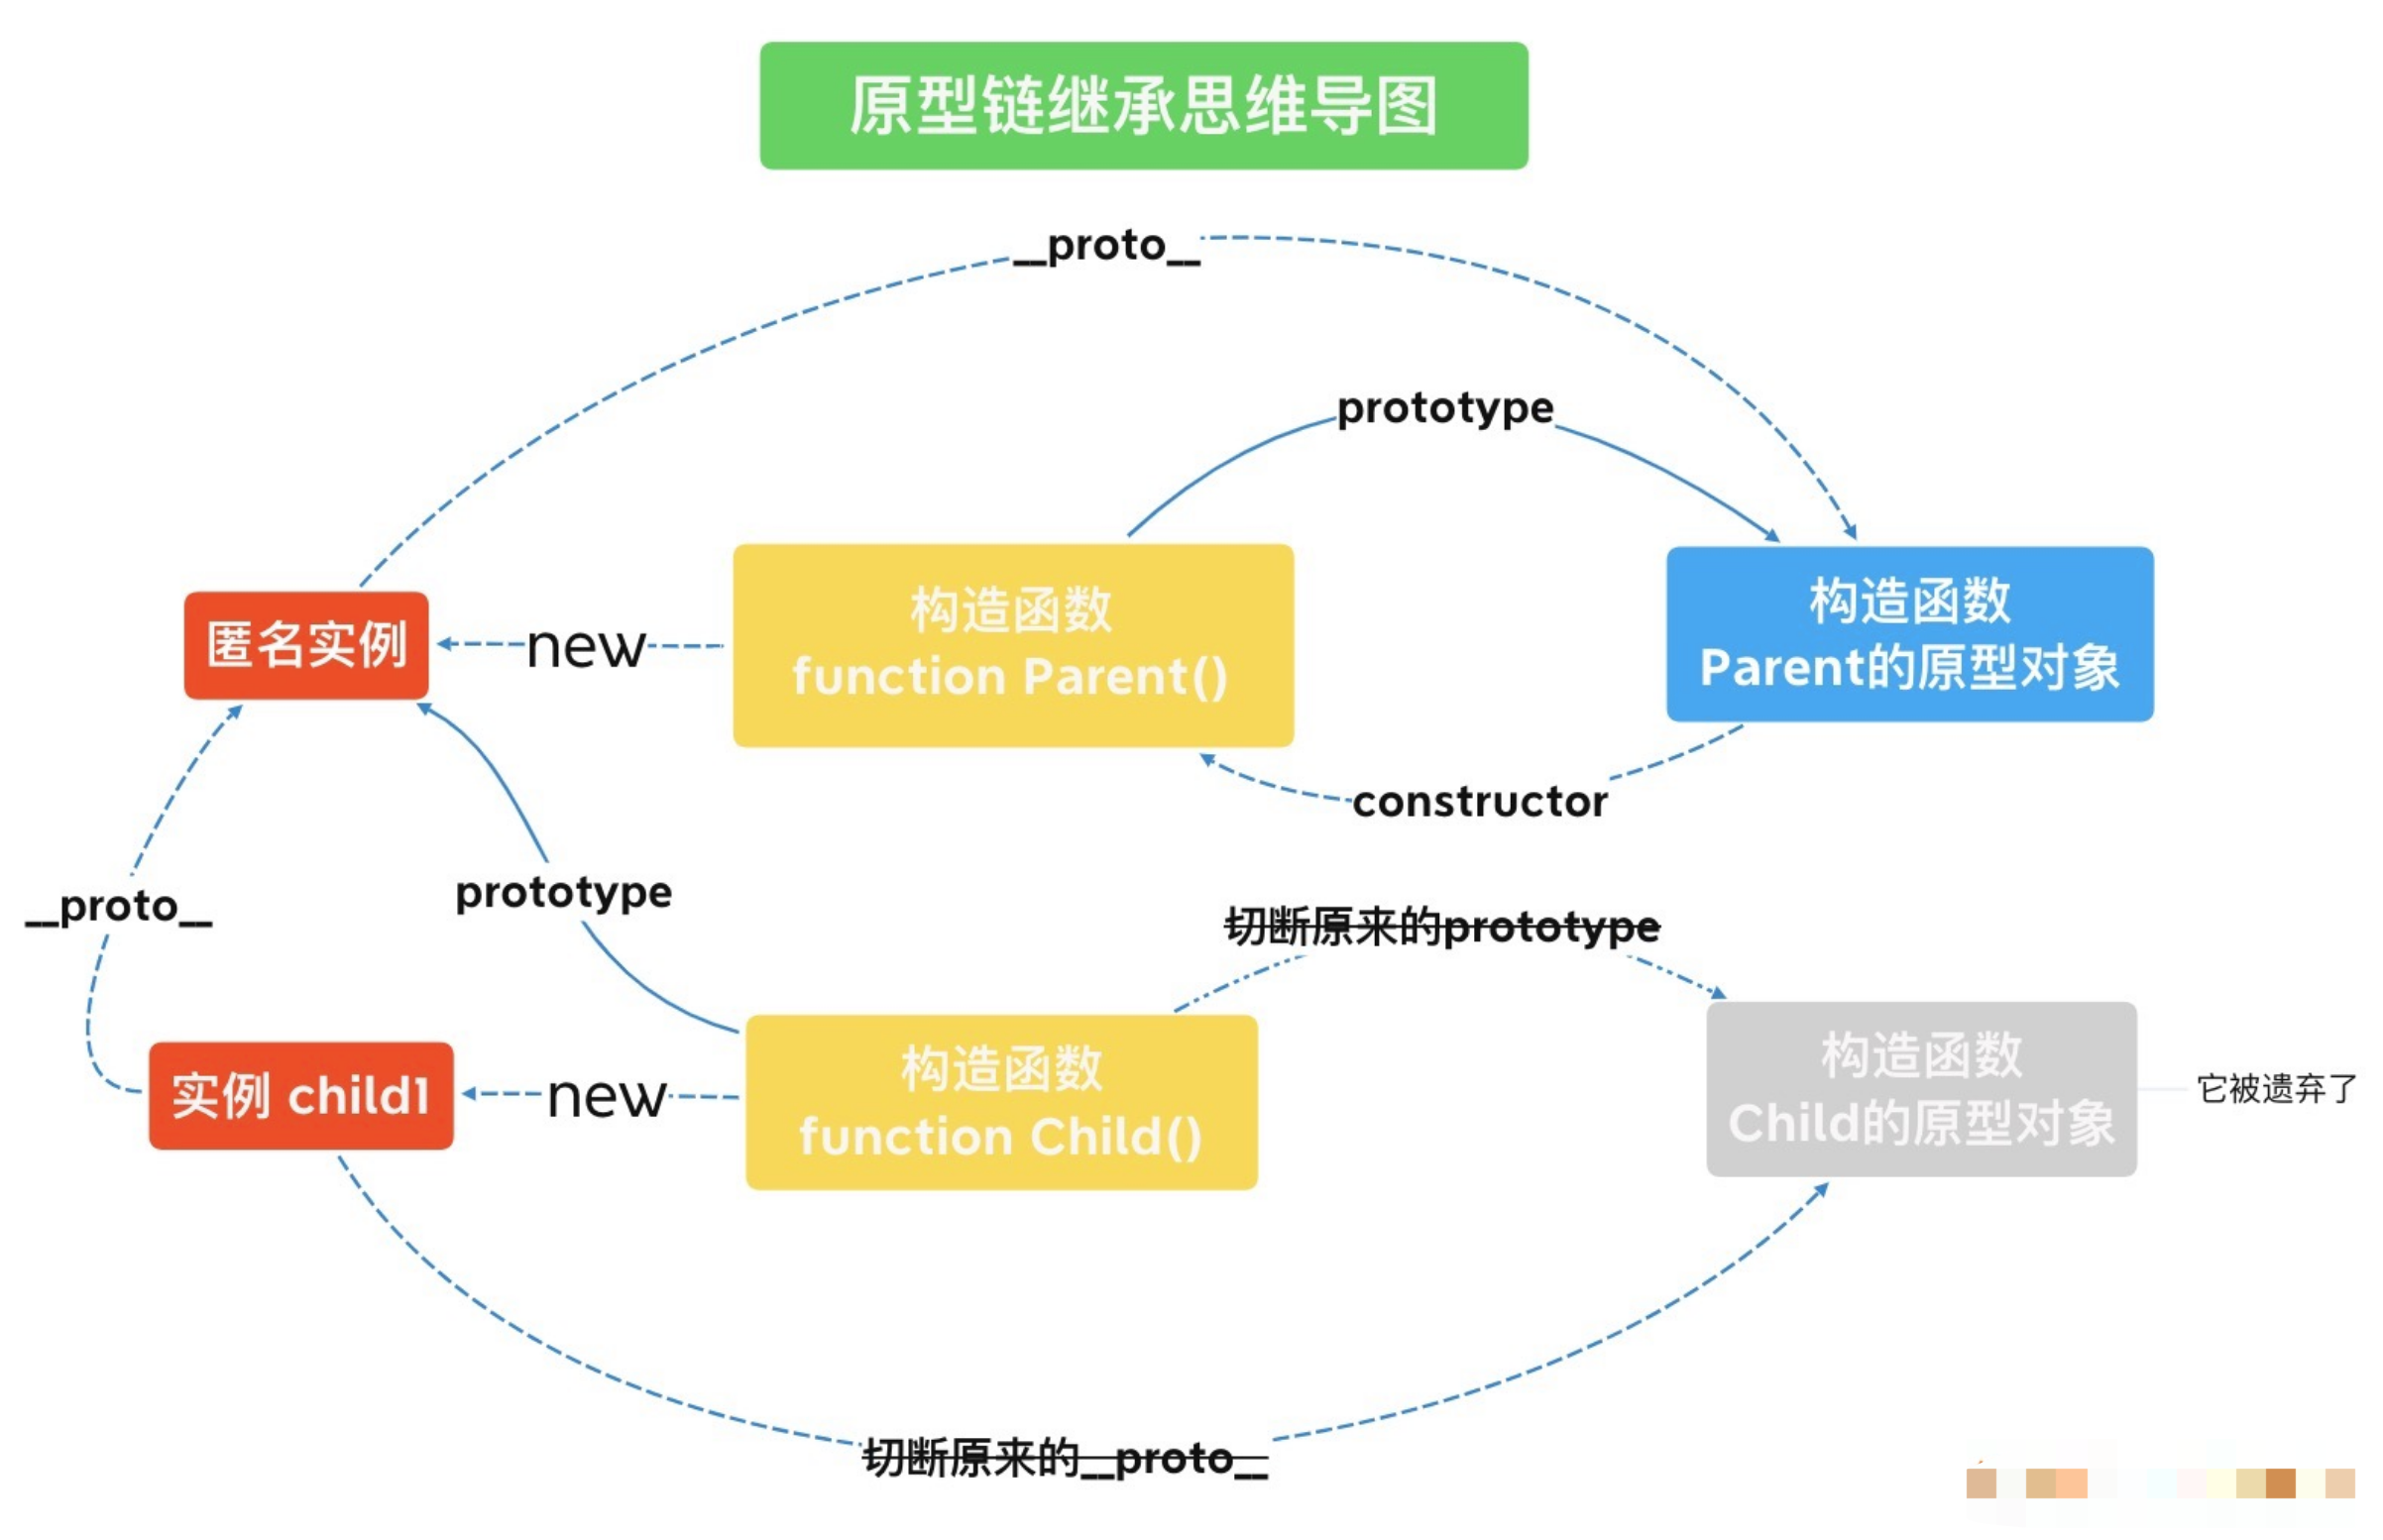 原型链继承思维导图
__proto__
prototype
构造函数
function Parent()
构造函数
Parent的原型对象
匿名实例
new
constructor
__proto__
prototype
切断原来的prototype
构造函数
Child的原型对象
它被遗弃了
实例 child1
new
构造函数
function Child()
切断原来的__proto__